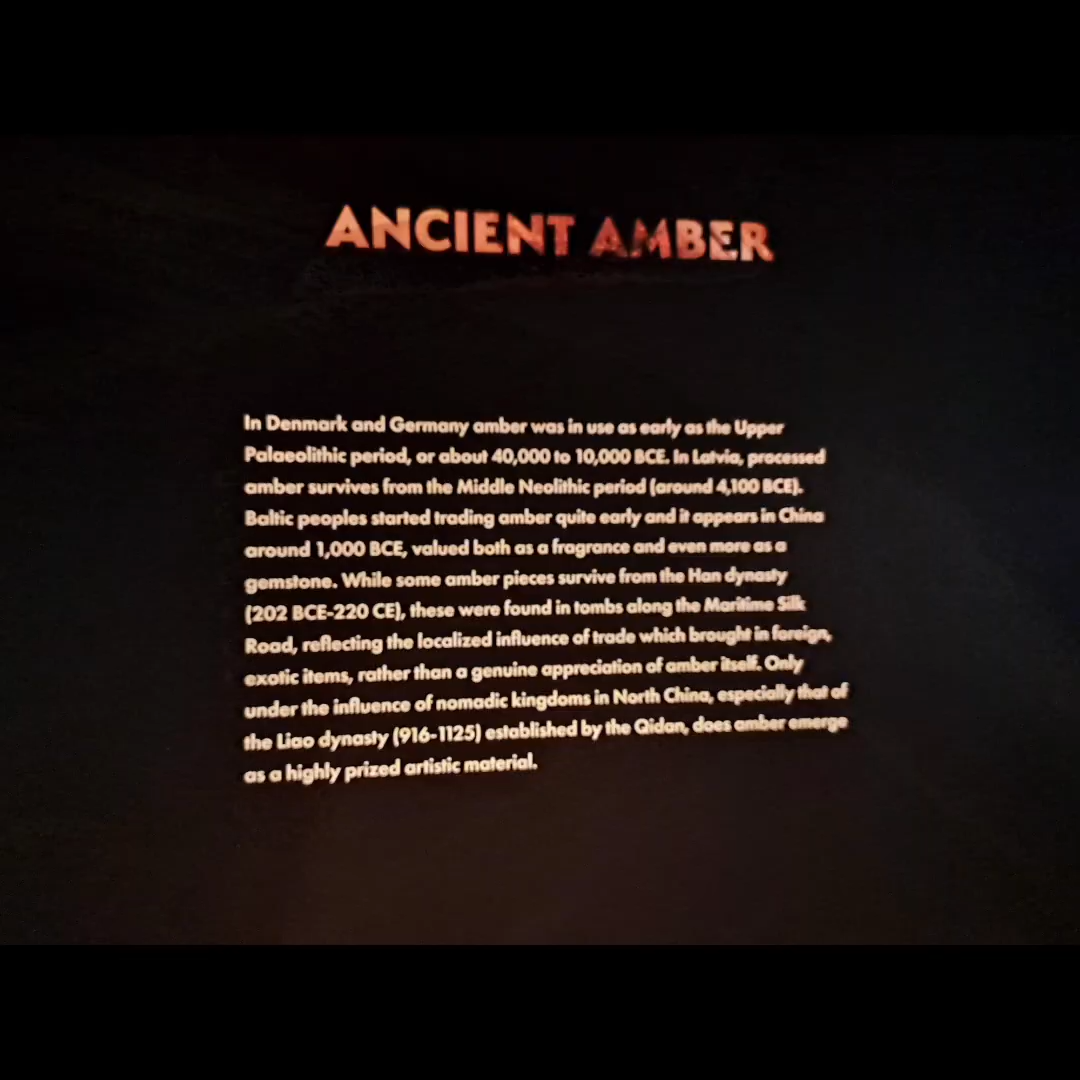 ANCIENT AMBER
In Denmark and Germany amber was in use as early as the Upper
Palaeolithic period, or about 40,000 to 10,000 BCE. In Latvia, processed
amber survives from the Middle Neolithic period (around 4,100 BCE).
Baltic peoples started trading amber quite early and it appears in China
around 1,000 BCE, valued both as a fragrance and even more as a
gemstone. While some amber pieces survive from the Han dynasty
(202 BCE-220 CE), these were found in tombs along the Maritime Silk
Road, reflecting the localized influence of trade which brought in foreign,
exotic items, rather than a genuine appreciation of amber itself. Only
under the influence of nomadic kingdoms in North China, especially that of
the Liao dynasty (916-1125) established by the Qidan, does amber emerge
as a highly prized artistic material.